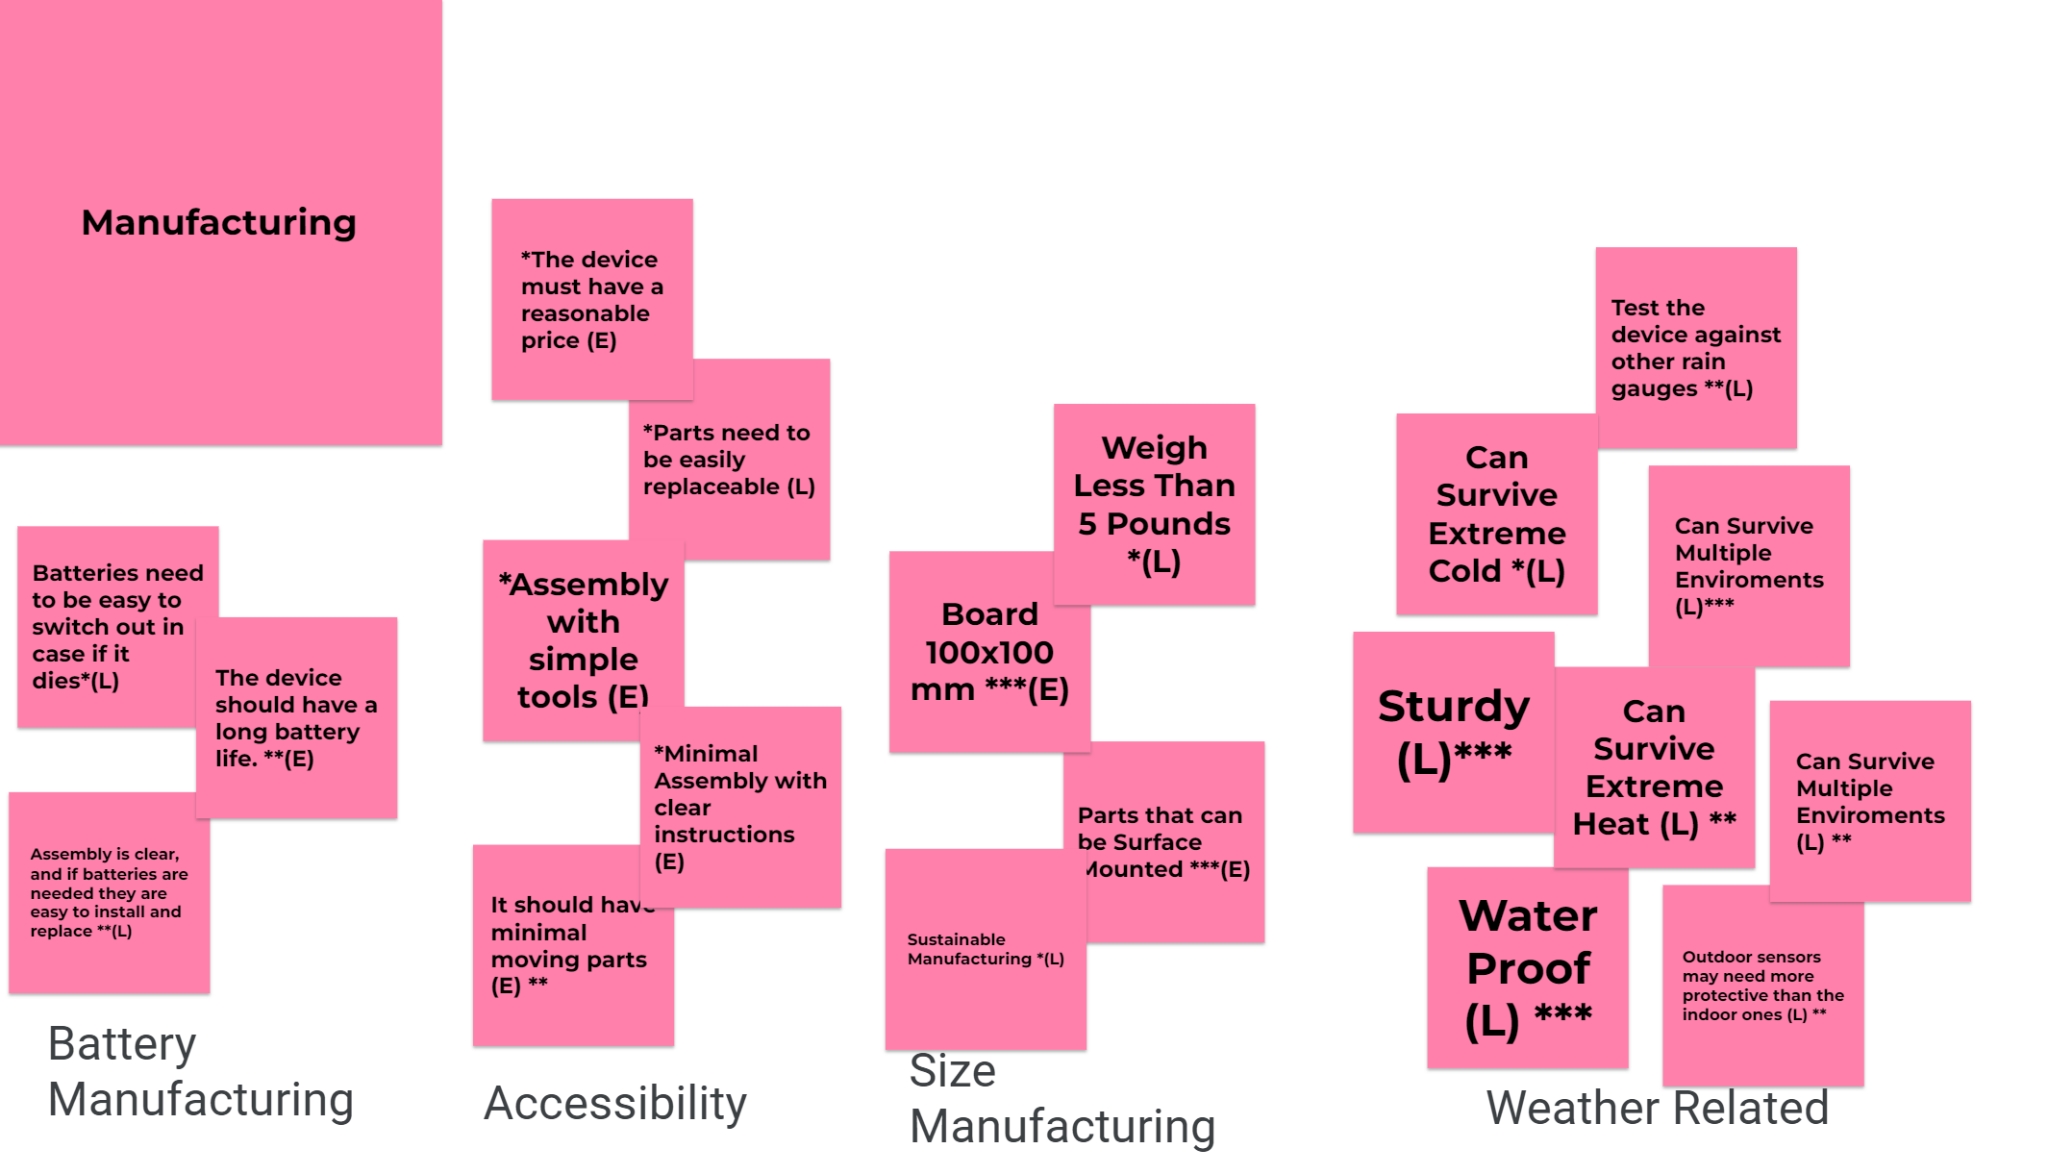 Manufacturing
Batteries need
to be easy to
switch out in
case if it
dies*(L)
The device
should have a
long battery
life. **(E)
Assembly is clear,
and if batteries are
needed they are
easy to install and
replace **(L)
Battery
Manufacturing
*The device
must have a
reasonable
price (E)
*Parts need to
be easily
replaceable (L)
*Assembly
with
simple
tools (E)
*Minimal
Assembly with
clear
instructions
(E)
It should have
minimal
moving parts
(E) **
Accessibility
Weigh
Less Than
5 Pounds
*(L)
Board
100x100
mm ***(E)
Parts that can
be Surface
Mounted ***(E)
Sustainable
Manufacturing *(L)
Size
Manufacturing
Test the
device against
other rain
gauges **(L)
Can
Survive
Extreme
Cold *(L)
Can Survive
Multiple
Enviroments
(L)***
Sturdy
(L)***
Can
Survive
Extreme
Heat (L) **
Can Survive
Multiple
Enviroments
(L) **
Water
Proof
(L) ***
Outdoor sensors
may need more
protective than the
indoor ones (L) **
Weather Related